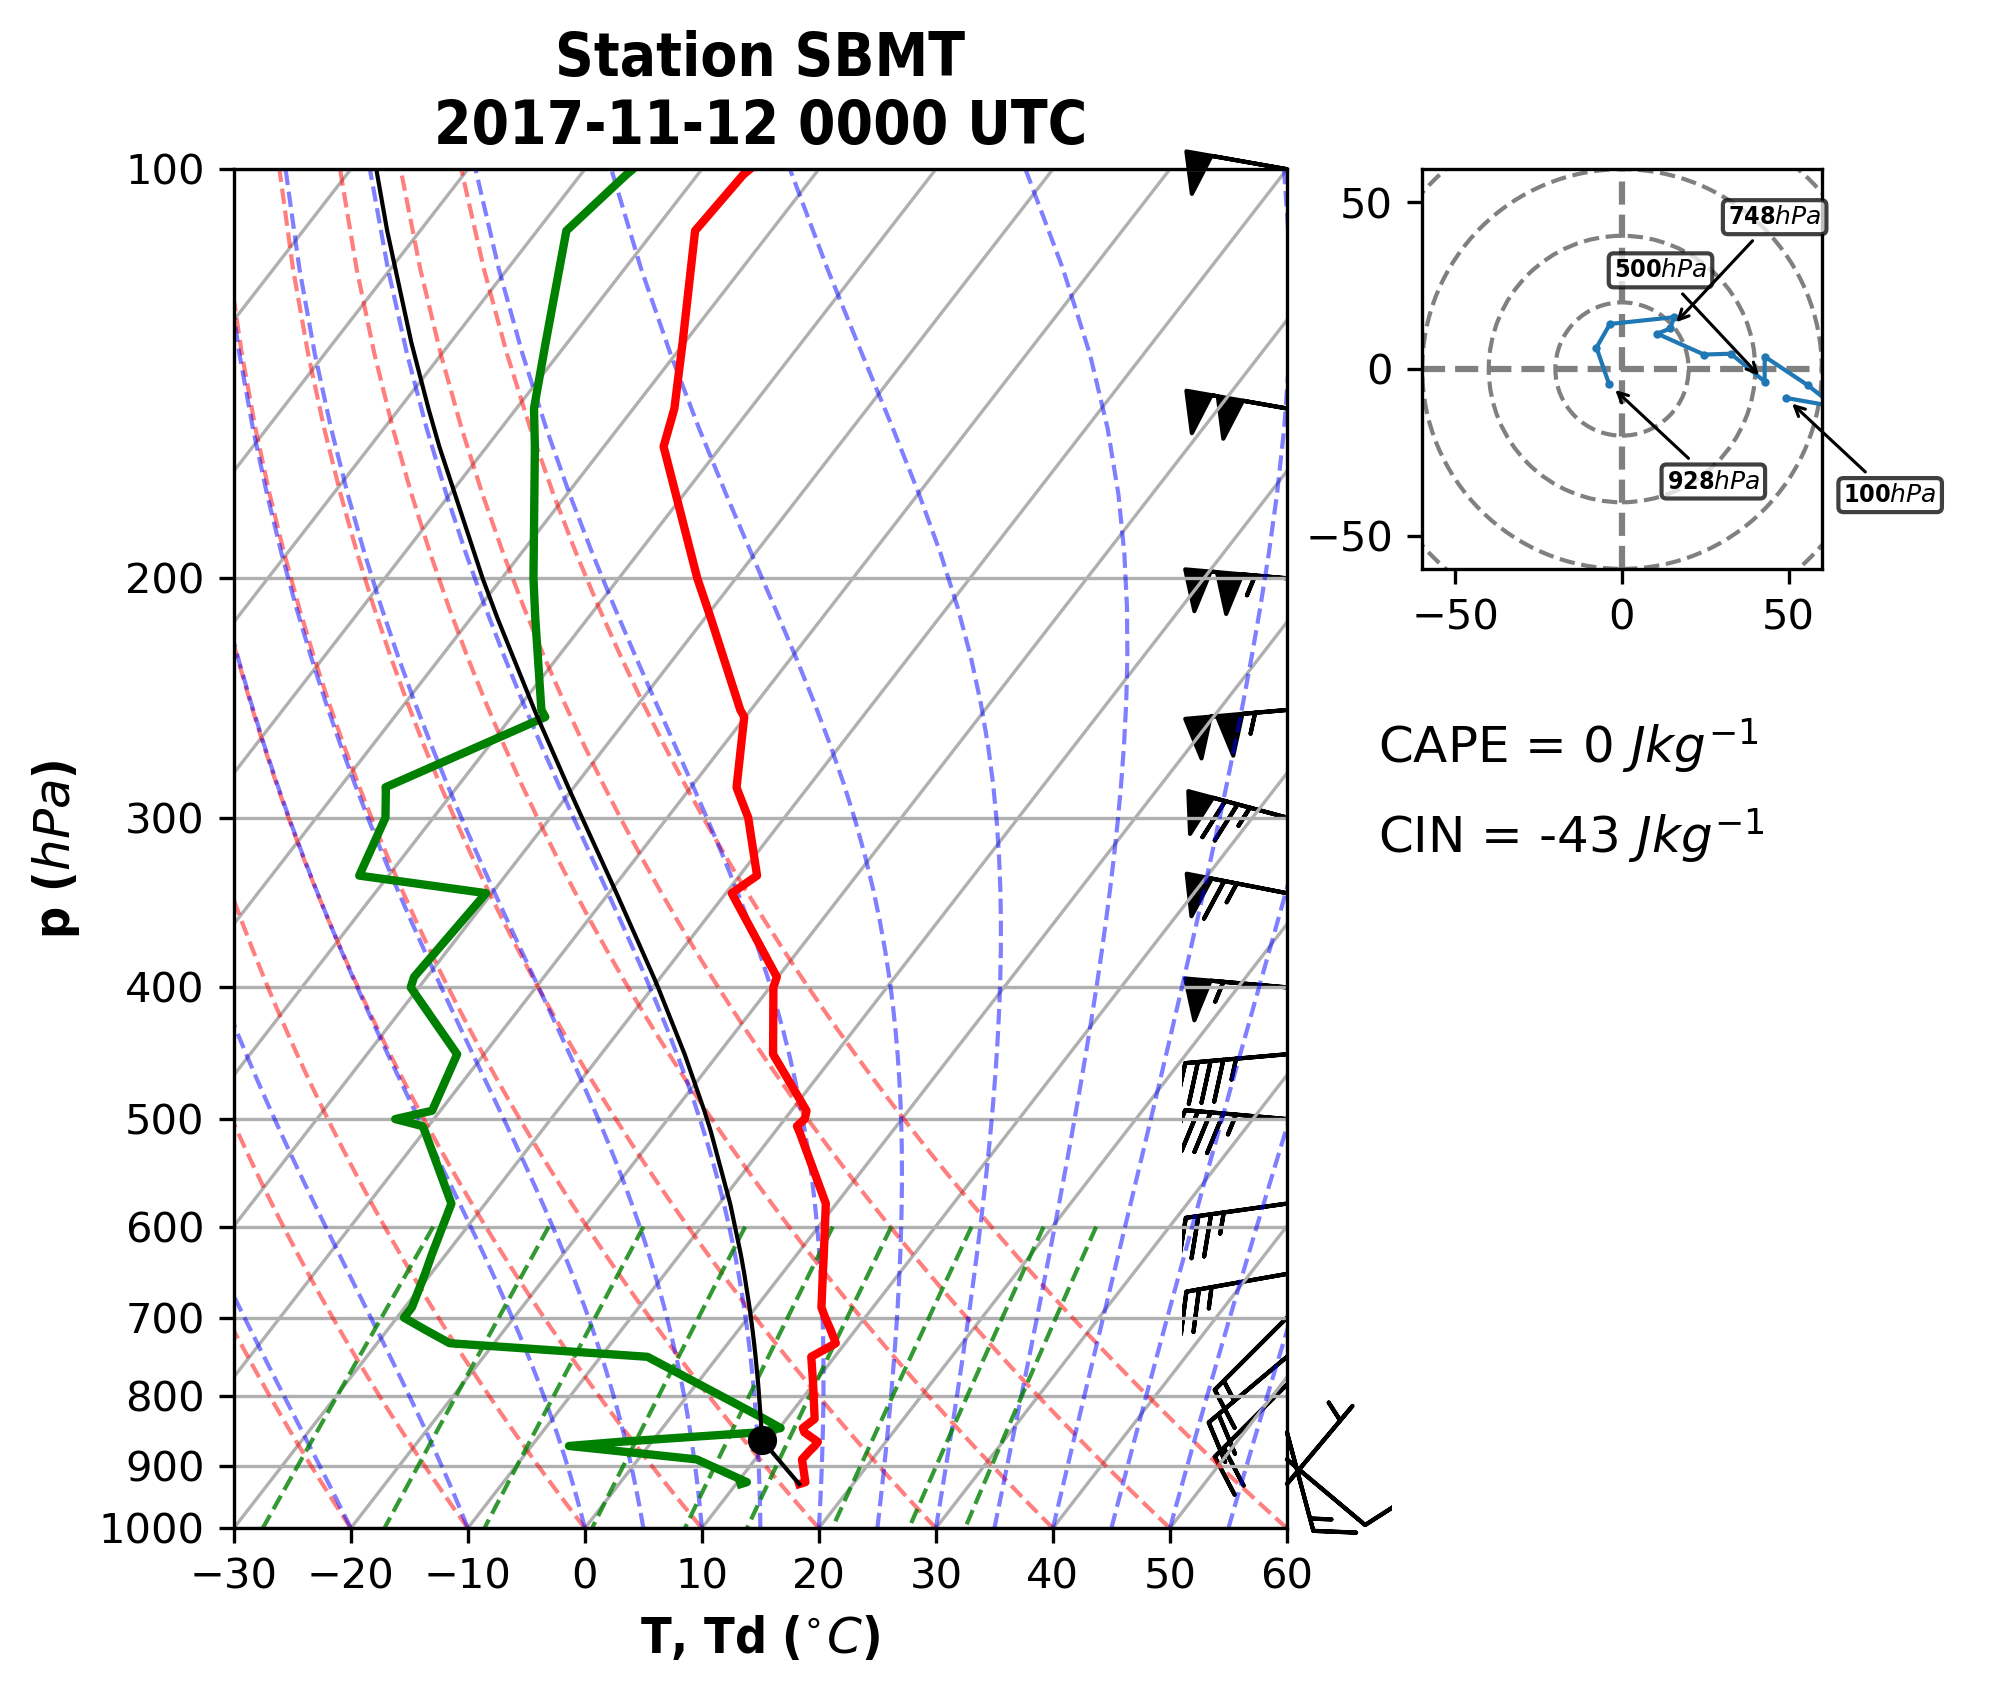 Station SBMT
2017-11-12 0000 UTC
100
200
300
400
500
600
700
800
900
1000
p (hPa)
−30 −20 −10 0 10 20 30 40 50 60
T, Td (°C)
50
0
−50
−50 0 50
748hPa
500hPa
928hPa
100hPa
CAPE = 0 Jkg⁻¹
CIN = -43 Jkg⁻¹